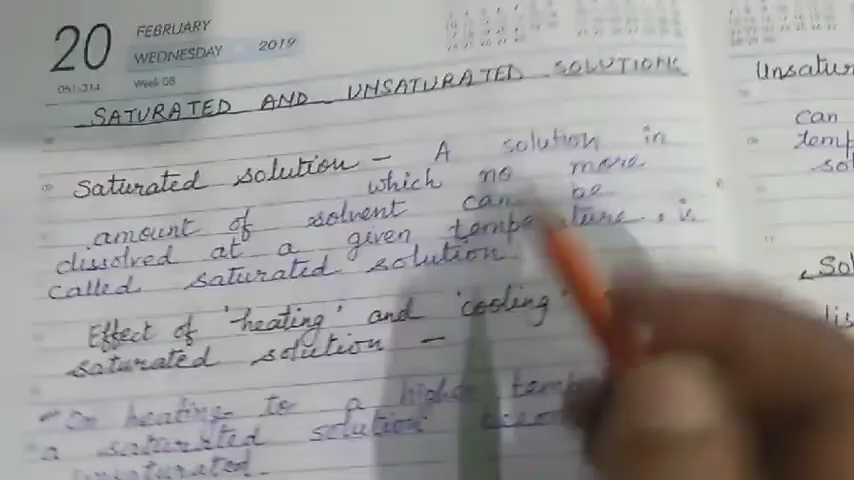 20
FEBRUARY
WEDNESDAY 2019
051-314 Week 08
SATURATED AND UNSATURATED SOLUTIONS
Saturated solution - A solution in
which no more
amount of solvent can be
dissolved at a given temperature, is
called saturated solution.
Effect of 'heating' and 'cooling'
saturated solution -
On heating to a higher temp
a saturated solution
unsaturated.
Unsatur
can
temp
so
Sol
dis